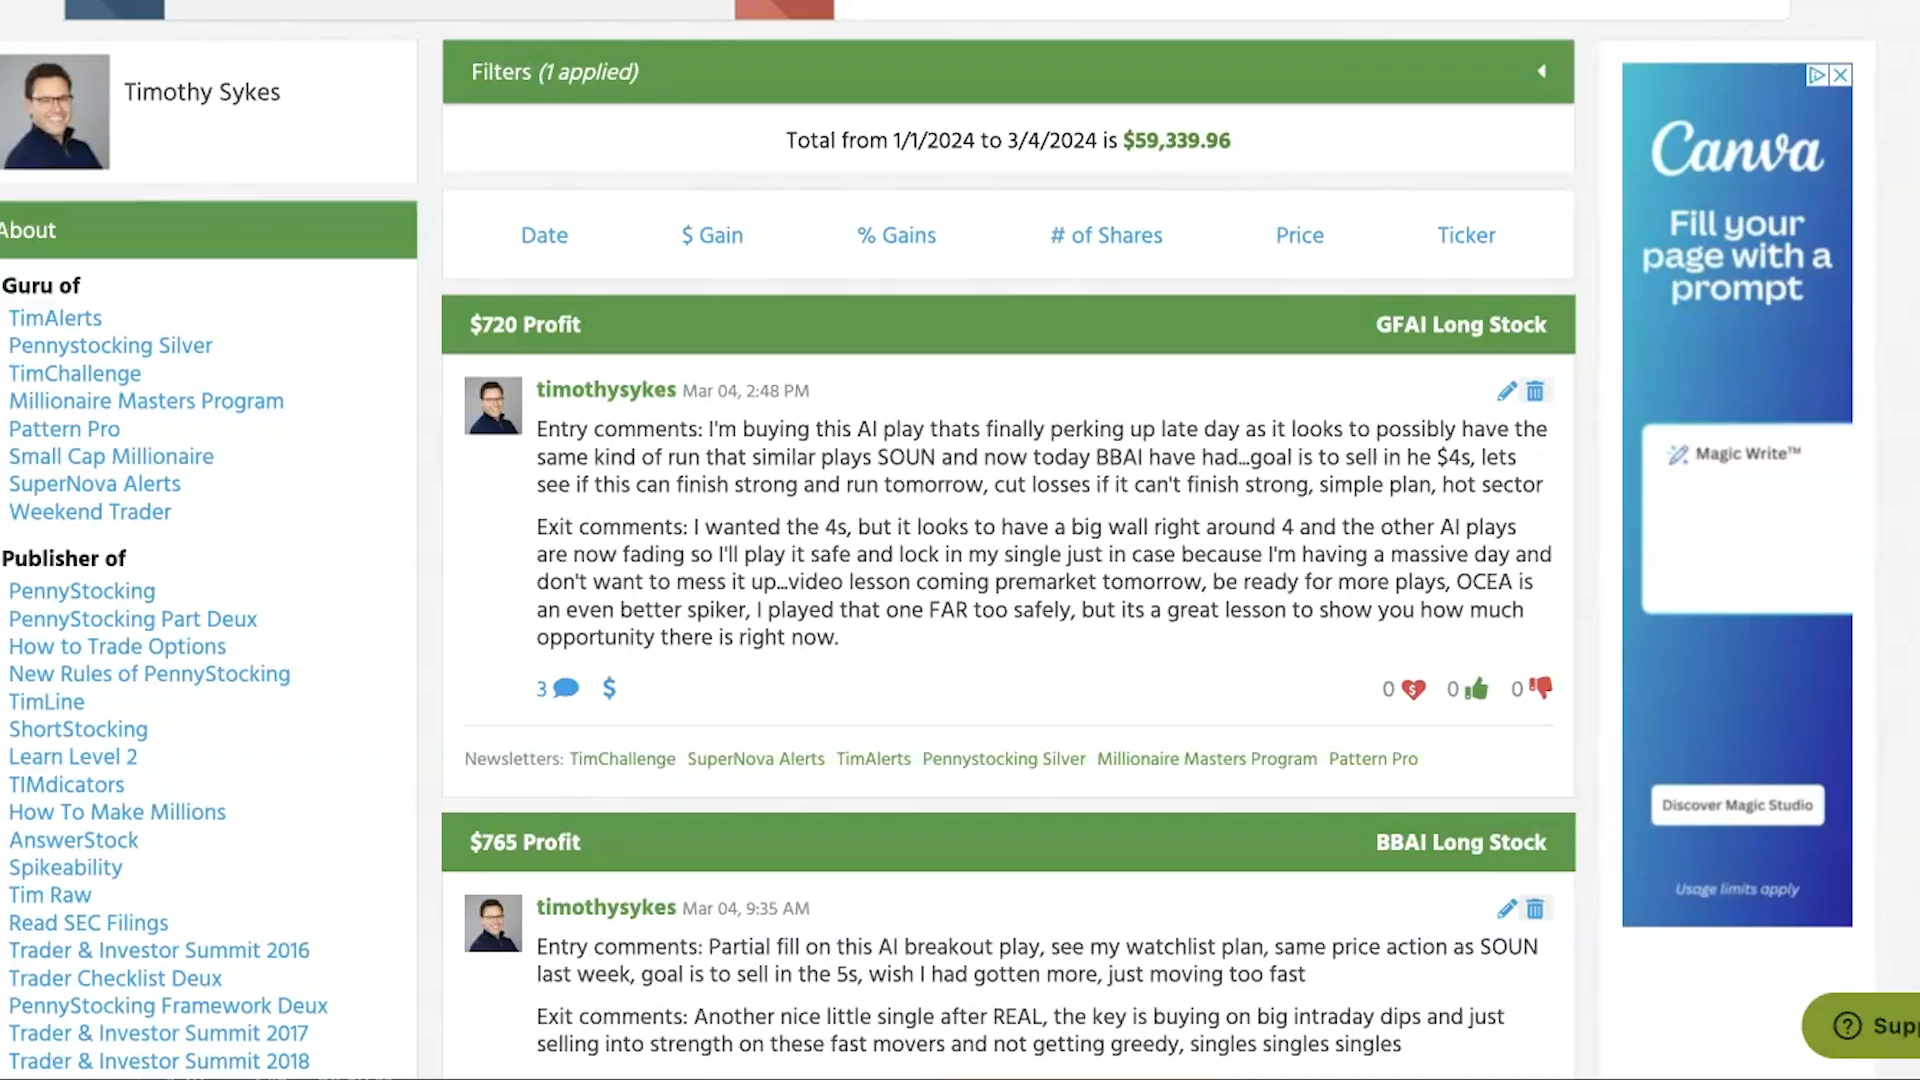 Timothy Sykes
About
Guru of
TimAlerts
Pennystocking Silver
TimChallenge
Millionaire Masters Program
Pattern Pro
Small Cap Millionaire
SuperNova Alerts
Weekend Trader
Publisher of
PennyStocking
PennyStocking Part Deux
How to Trade Options
New Rules of PennyStocking
TimLine
ShortStocking
Learn Level 2
TIMdicators
How To Make Millions
AnswerStock
Spikeability
Tim Raw
Read SEC Filings
Trader & Investor Summit 2016
Trader Checklist Deux
PennyStocking Framework Deux
Trader & Investor Summit 2017
Trader & Investor Summit 2018
Filters (1 applied)
Total from 1/1/2024 to 3/4/2024 is $59,339.96
Date $ Gain % Gains # of Shares Price Ticker
$720 Profit GFAI Long Stock
timothysykes Mar 04, 2:48 PM
Entry comments: I'm buying this AI play thats finally perking up late day as it looks to possibly have the
same kind of run that similar plays SOUN and now today BBAI have had...goal is to sell in he $4s, lets
see if this can finish strong and run tomorrow, cut losses if it can't finish strong, simple plan, hot sector
Exit comments: I wanted the 4s, but it looks to have a big wall right around 4 and the other AI plays
are now fading so I'll play it safe and lock in my single just in case because I'm having a massive day and
don't want to mess it up...video lesson coming premarket tomorrow, be ready for more plays, OCEA is
an even better spiker, I played that one FAR too safely, but its a great lesson to show you how much
opportunity there is right now.
3 $ 0 0 0
Newsletters: TimChallenge SuperNova Alerts TimAlerts Pennystocking Silver Millionaire Masters Program Pattern Pro
$765 Profit BBAI Long Stock
timothysykes Mar 04, 9:35 AM
Entry comments: Partial fill on this AI breakout play, see my watchlist plan, same price action as SOUN
last week, goal is to sell in the 5s, wish I had gotten more, just moving too fast
Exit comments: Another nice little single after REAL, the key is buying on big intraday dips and just
selling into strength on these fast movers and not getting greedy, singles singles singles
Canva
Fill your
page with a
prompt
Magic Write™
Discover Magic Studio
Usage limits apply
Supp